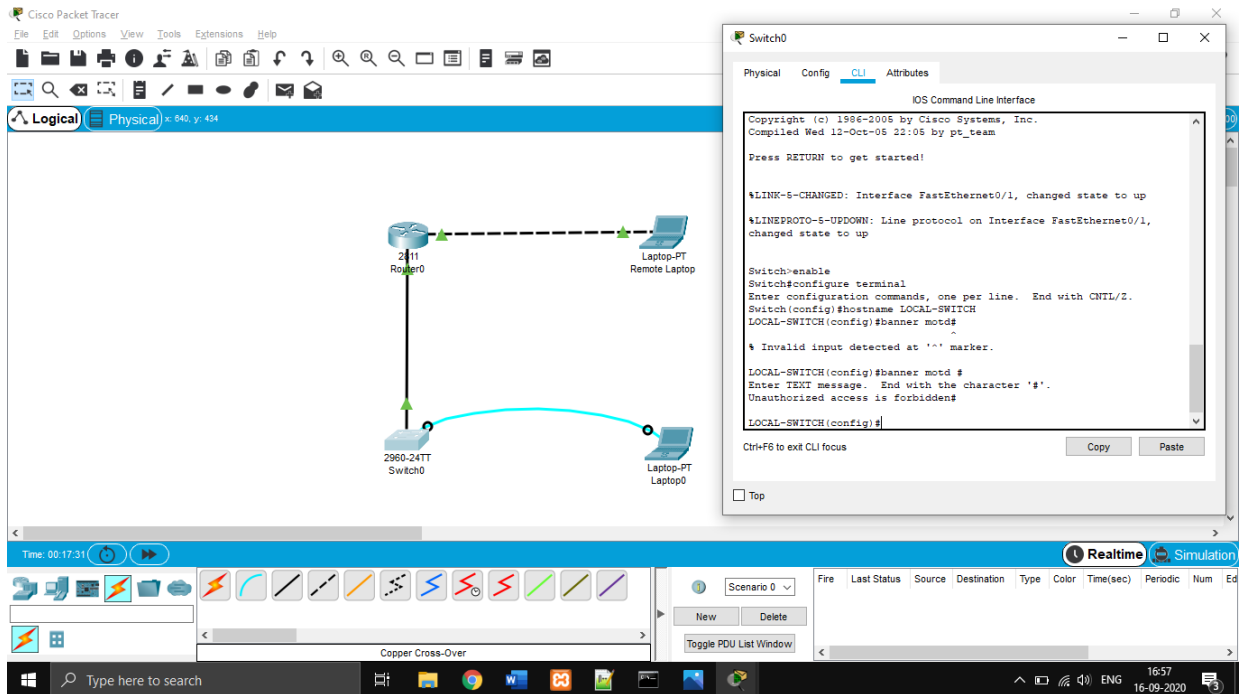 Cisco Packet Tracer
File Edit Options View Tools Extensions Help
Logical Physical x: 640, y: 434
2811
Router0
Laptop-PT
Remote Laptop
2960-24TT
Switch0
Laptop-PT
Laptop0
Switch0
Physical Config CLI Attributes
IOS Command Line Interface
Copyright (c) 1986-2005 by Cisco Systems, Inc.
Compiled Wed 12-Oct-05 22:05 by pt_team
Press RETURN to get started!
%LINK-5-CHANGED: Interface FastEthernet0/1, changed state to up
%LINEPROTO-5-UPDOWN: Line protocol on Interface FastEthernet0/1,
changed state to up
Switch>enable
Switch#configure terminal
Enter configuration commands, one per line.  End with CNTL/Z.
Switch(config)#hostname LOCAL-SWITCH
LOCAL-SWITCH(config)#banner motd#
^
% Invalid input detected at '^' marker.
LOCAL-SWITCH(config)#banner motd #
Enter TEXT message.  End with the character '#'.
Unauthorized access is forbidden#
LOCAL-SWITCH(config)#
Ctrl+F6 to exit CLI focus
Copy Paste
Top
Time: 00:17:31
Realtime Simulation
Scenario 0
New Delete
Toggle PDU List Window
Fire Last Status Source Destination Type Color Time(sec) Periodic Num Ed
Copper Cross-Over
Type here to search
ENG
16:57
16-09-2020
3